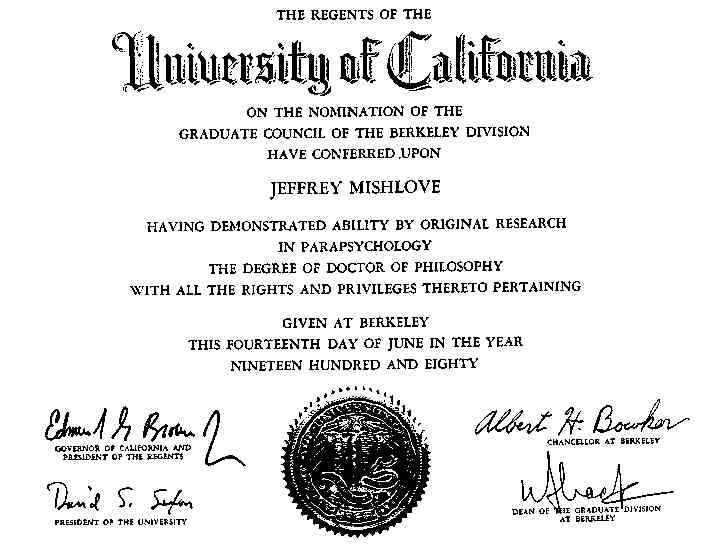 THE REGENTS OF THE
University of California
ON THE NOMINATION OF THE
GRADUATE COUNCIL OF THE BERKELEY DIVISION
HAVE CONFERRED UPON
JEFFREY MISHLOVE
HAVING DEMONSTRATED ABILITY BY ORIGINAL RESEARCH
IN PARAPSYCHOLOGY
THE DEGREE OF DOCTOR OF PHILOSOPHY
WITH ALL THE RIGHTS AND PRIVILEGES THERETO PERTAINING
GIVEN AT BERKELEY
THIS FOURTEENTH DAY OF JUNE IN THE YEAR
NINETEEN HUNDRED AND EIGHTY
Edmund G Brown
GOVERNOR OF CALIFORNIA AND
PRESIDENT OF THE REGENTS
David S. Saxon
PRESIDENT OF THE UNIVERSITY
Albert H. Bowker
CHANCELLOR AT BERKELEY
DEAN OF THE GRADUATE DIVISION
AT BERKELEY